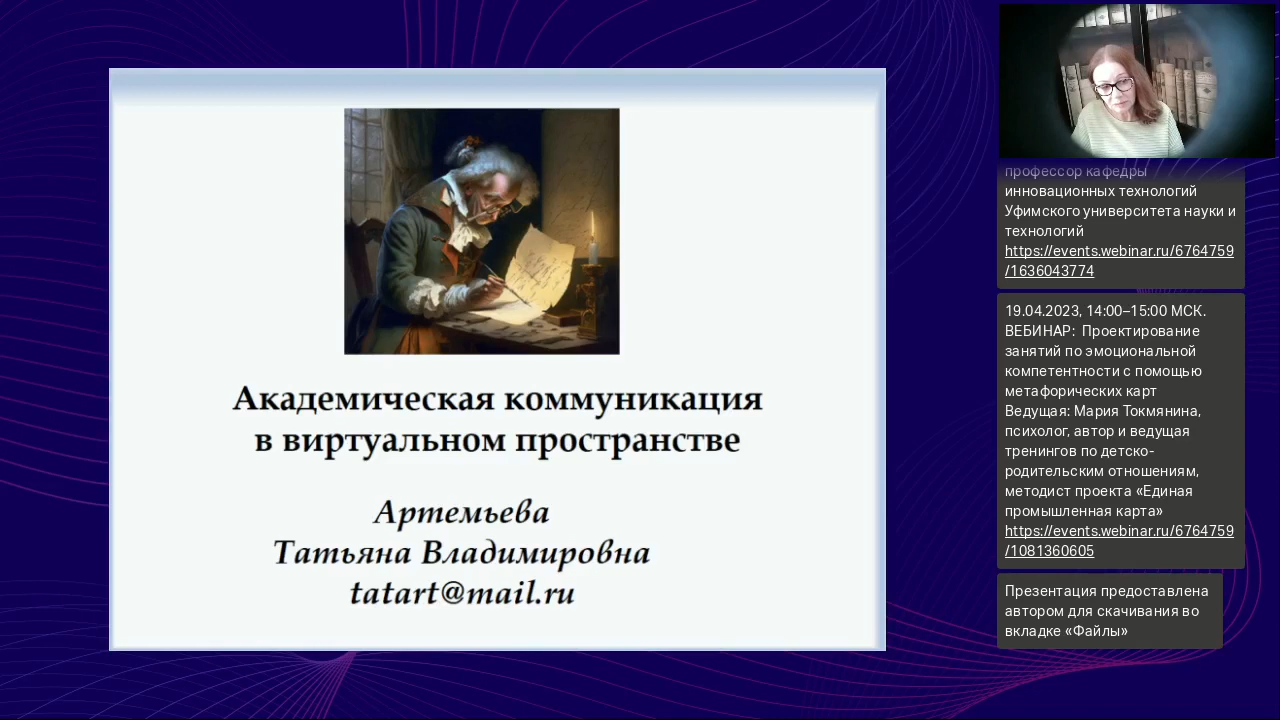 Академическая коммуникация
в виртуальном пространстве
Артемьева
Татьяна Владимировна
tatart@mail.ru
профессор кафедры
инновационных технологий
Уфимского университета науки и
технологий
https://events.webinar.ru/6764759
/1636043774
19.04.2023, 14:00–15:00 МСК.
ВЕБИНАР:  Проектирование
занятий по эмоциональной
компетентности с помощью
метафорических карт
Ведущая: Мария Токмянина,
психолог, автор и ведущая
тренингов по детско-
родительским отношениям,
методист проекта «Единая
промышленная карта»
https://events.webinar.ru/6764759
/1081360605
Презентация предоставлена
автором для скачивания во
вкладке «Файлы»